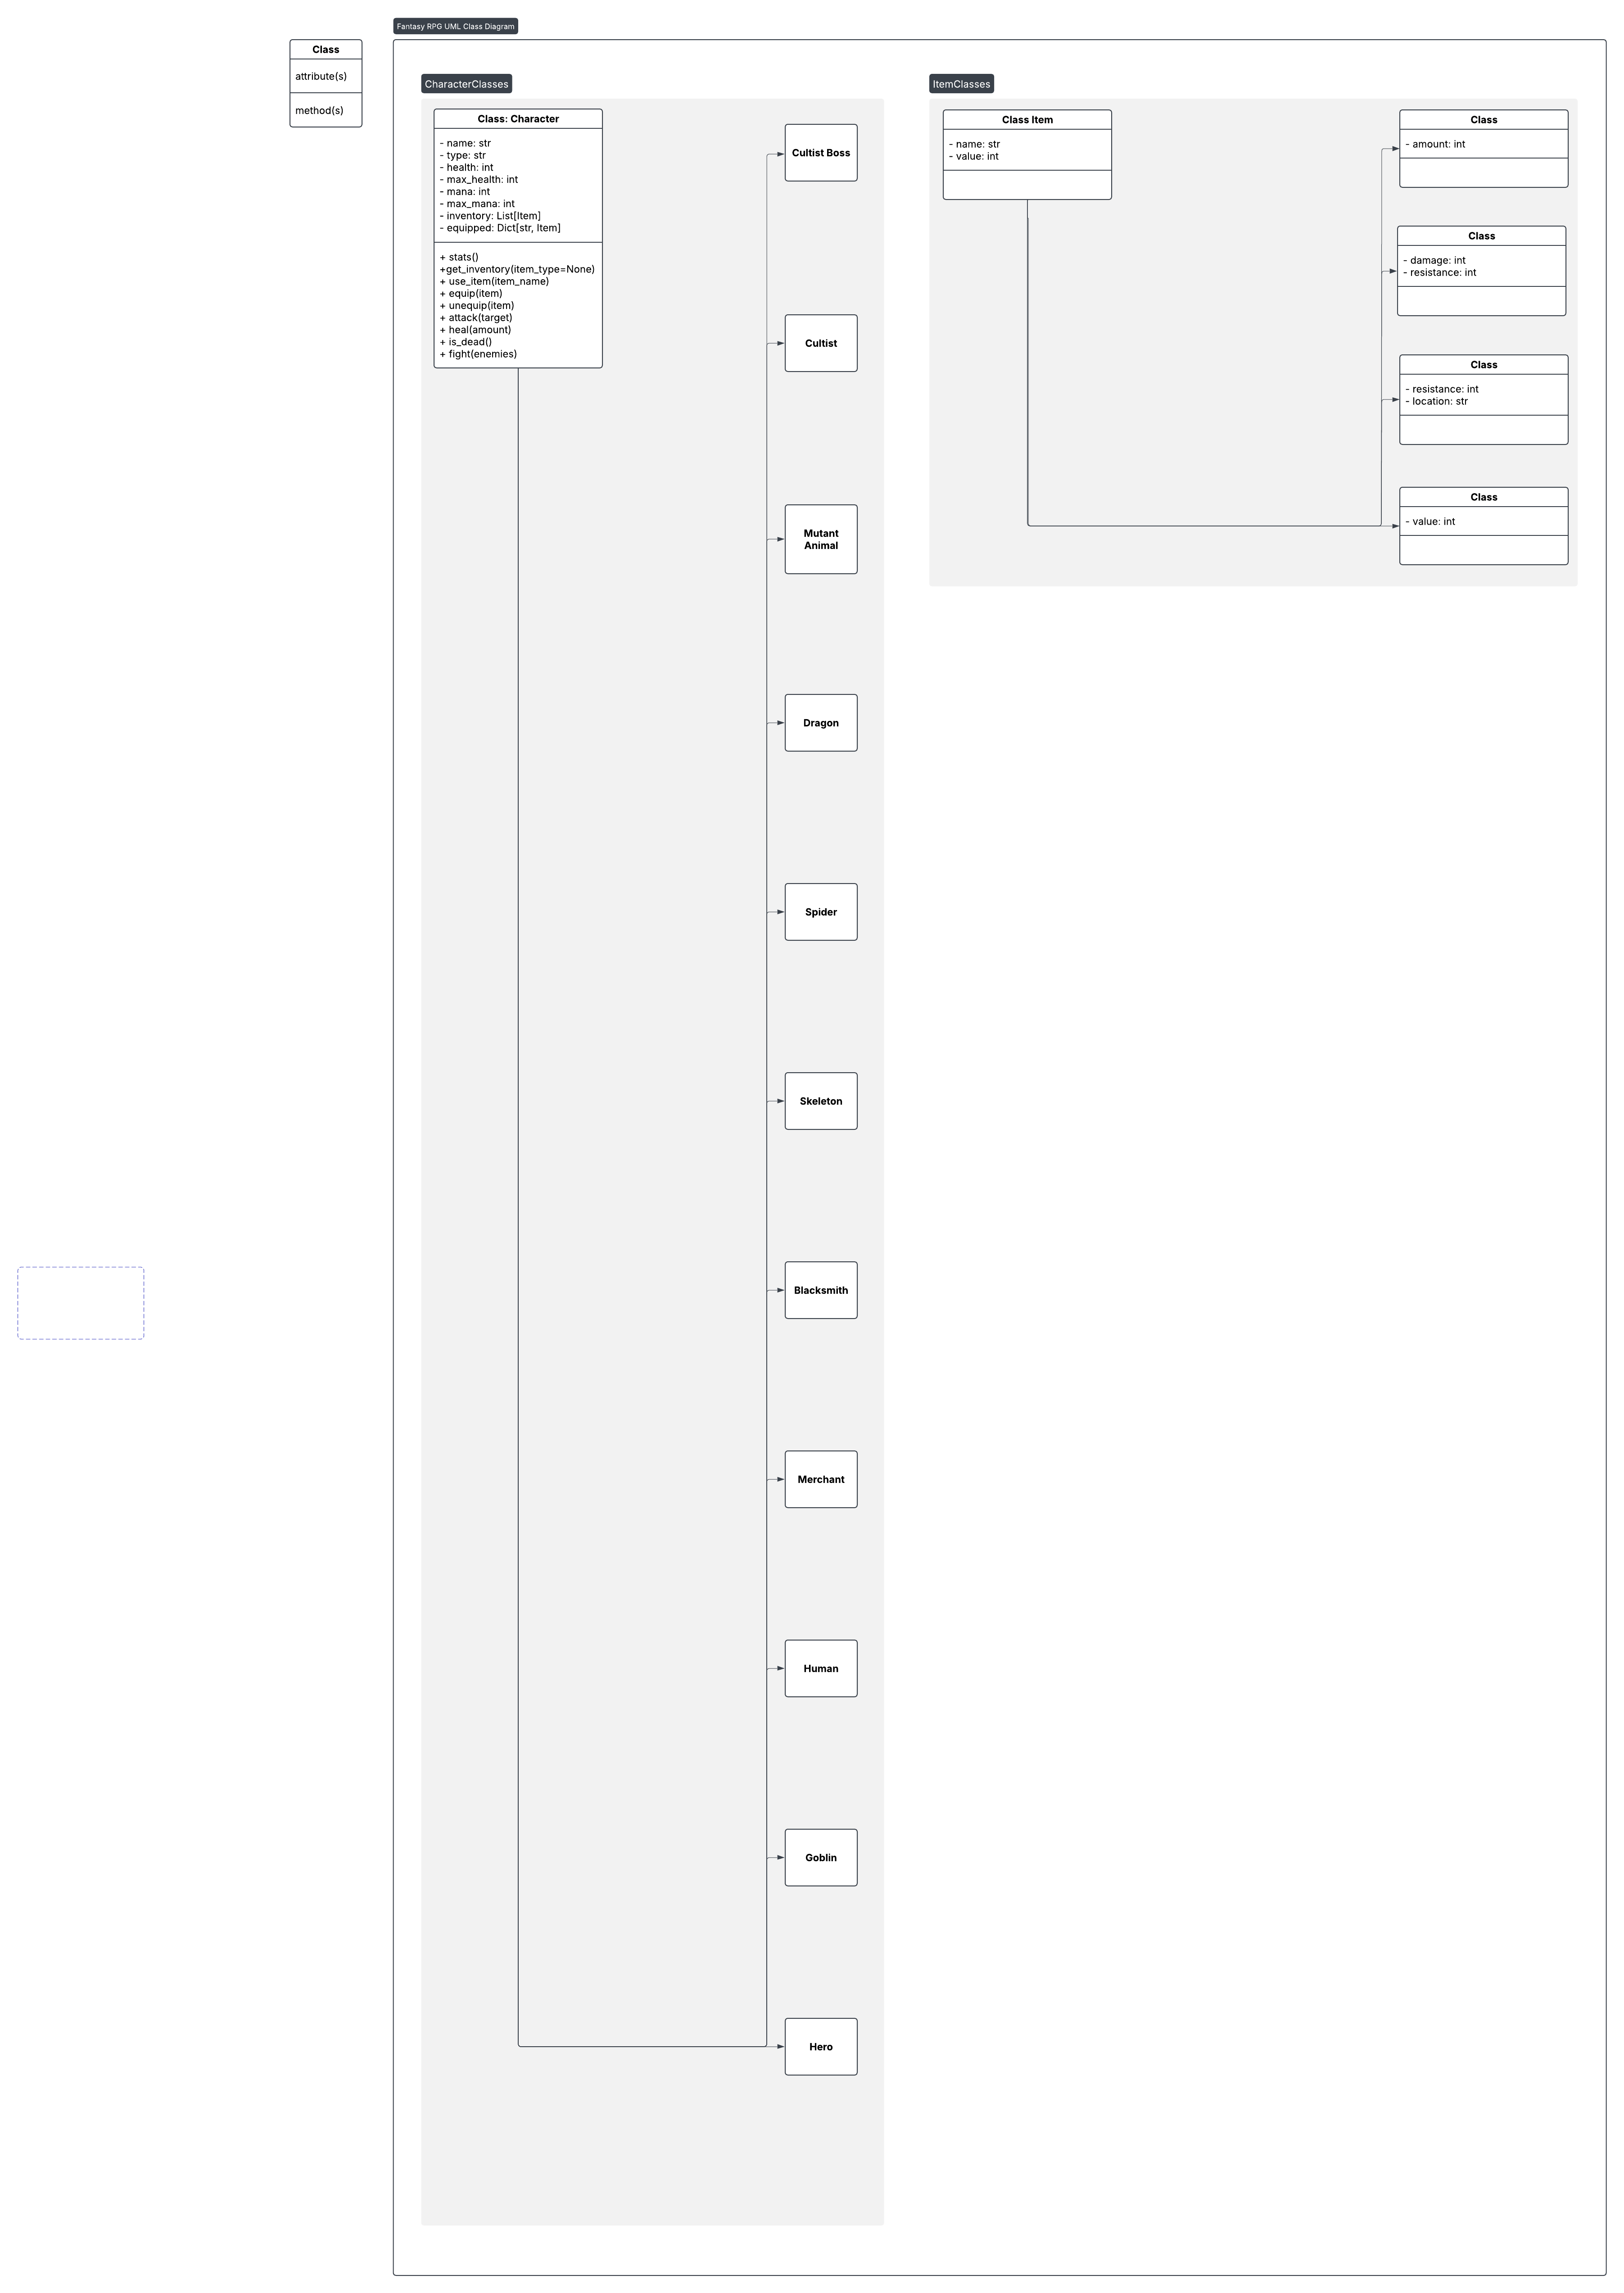 Fantasy RPG UML Class Diagram
Class
attribute(s)
method(s)
CharacterClasses
Class: Character
- name: str
- type: str
- health: int
- max_health: int
- mana: int
- max_mana: int
- inventory: List[Item]
- equipped: Dict[str, Item]
+ stats()
+get_inventory(item_type=None)
+ use_item(item_name)
+ equip(item)
+ unequip(item)
+ attack(target)
+ heal(amount)
+ is_dead()
+ fight(enemies)
Cultist Boss
Cultist
Mutant
Animal
Dragon
Spider
Skeleton
Blacksmith
Merchant
Human
Goblin
Hero
ItemClasses
Class Item
- name: str
- value: int
Class
- amount: int
Class
- damage: int
- resistance: int
Class
- resistance: int
- location: str
Class
- value: int